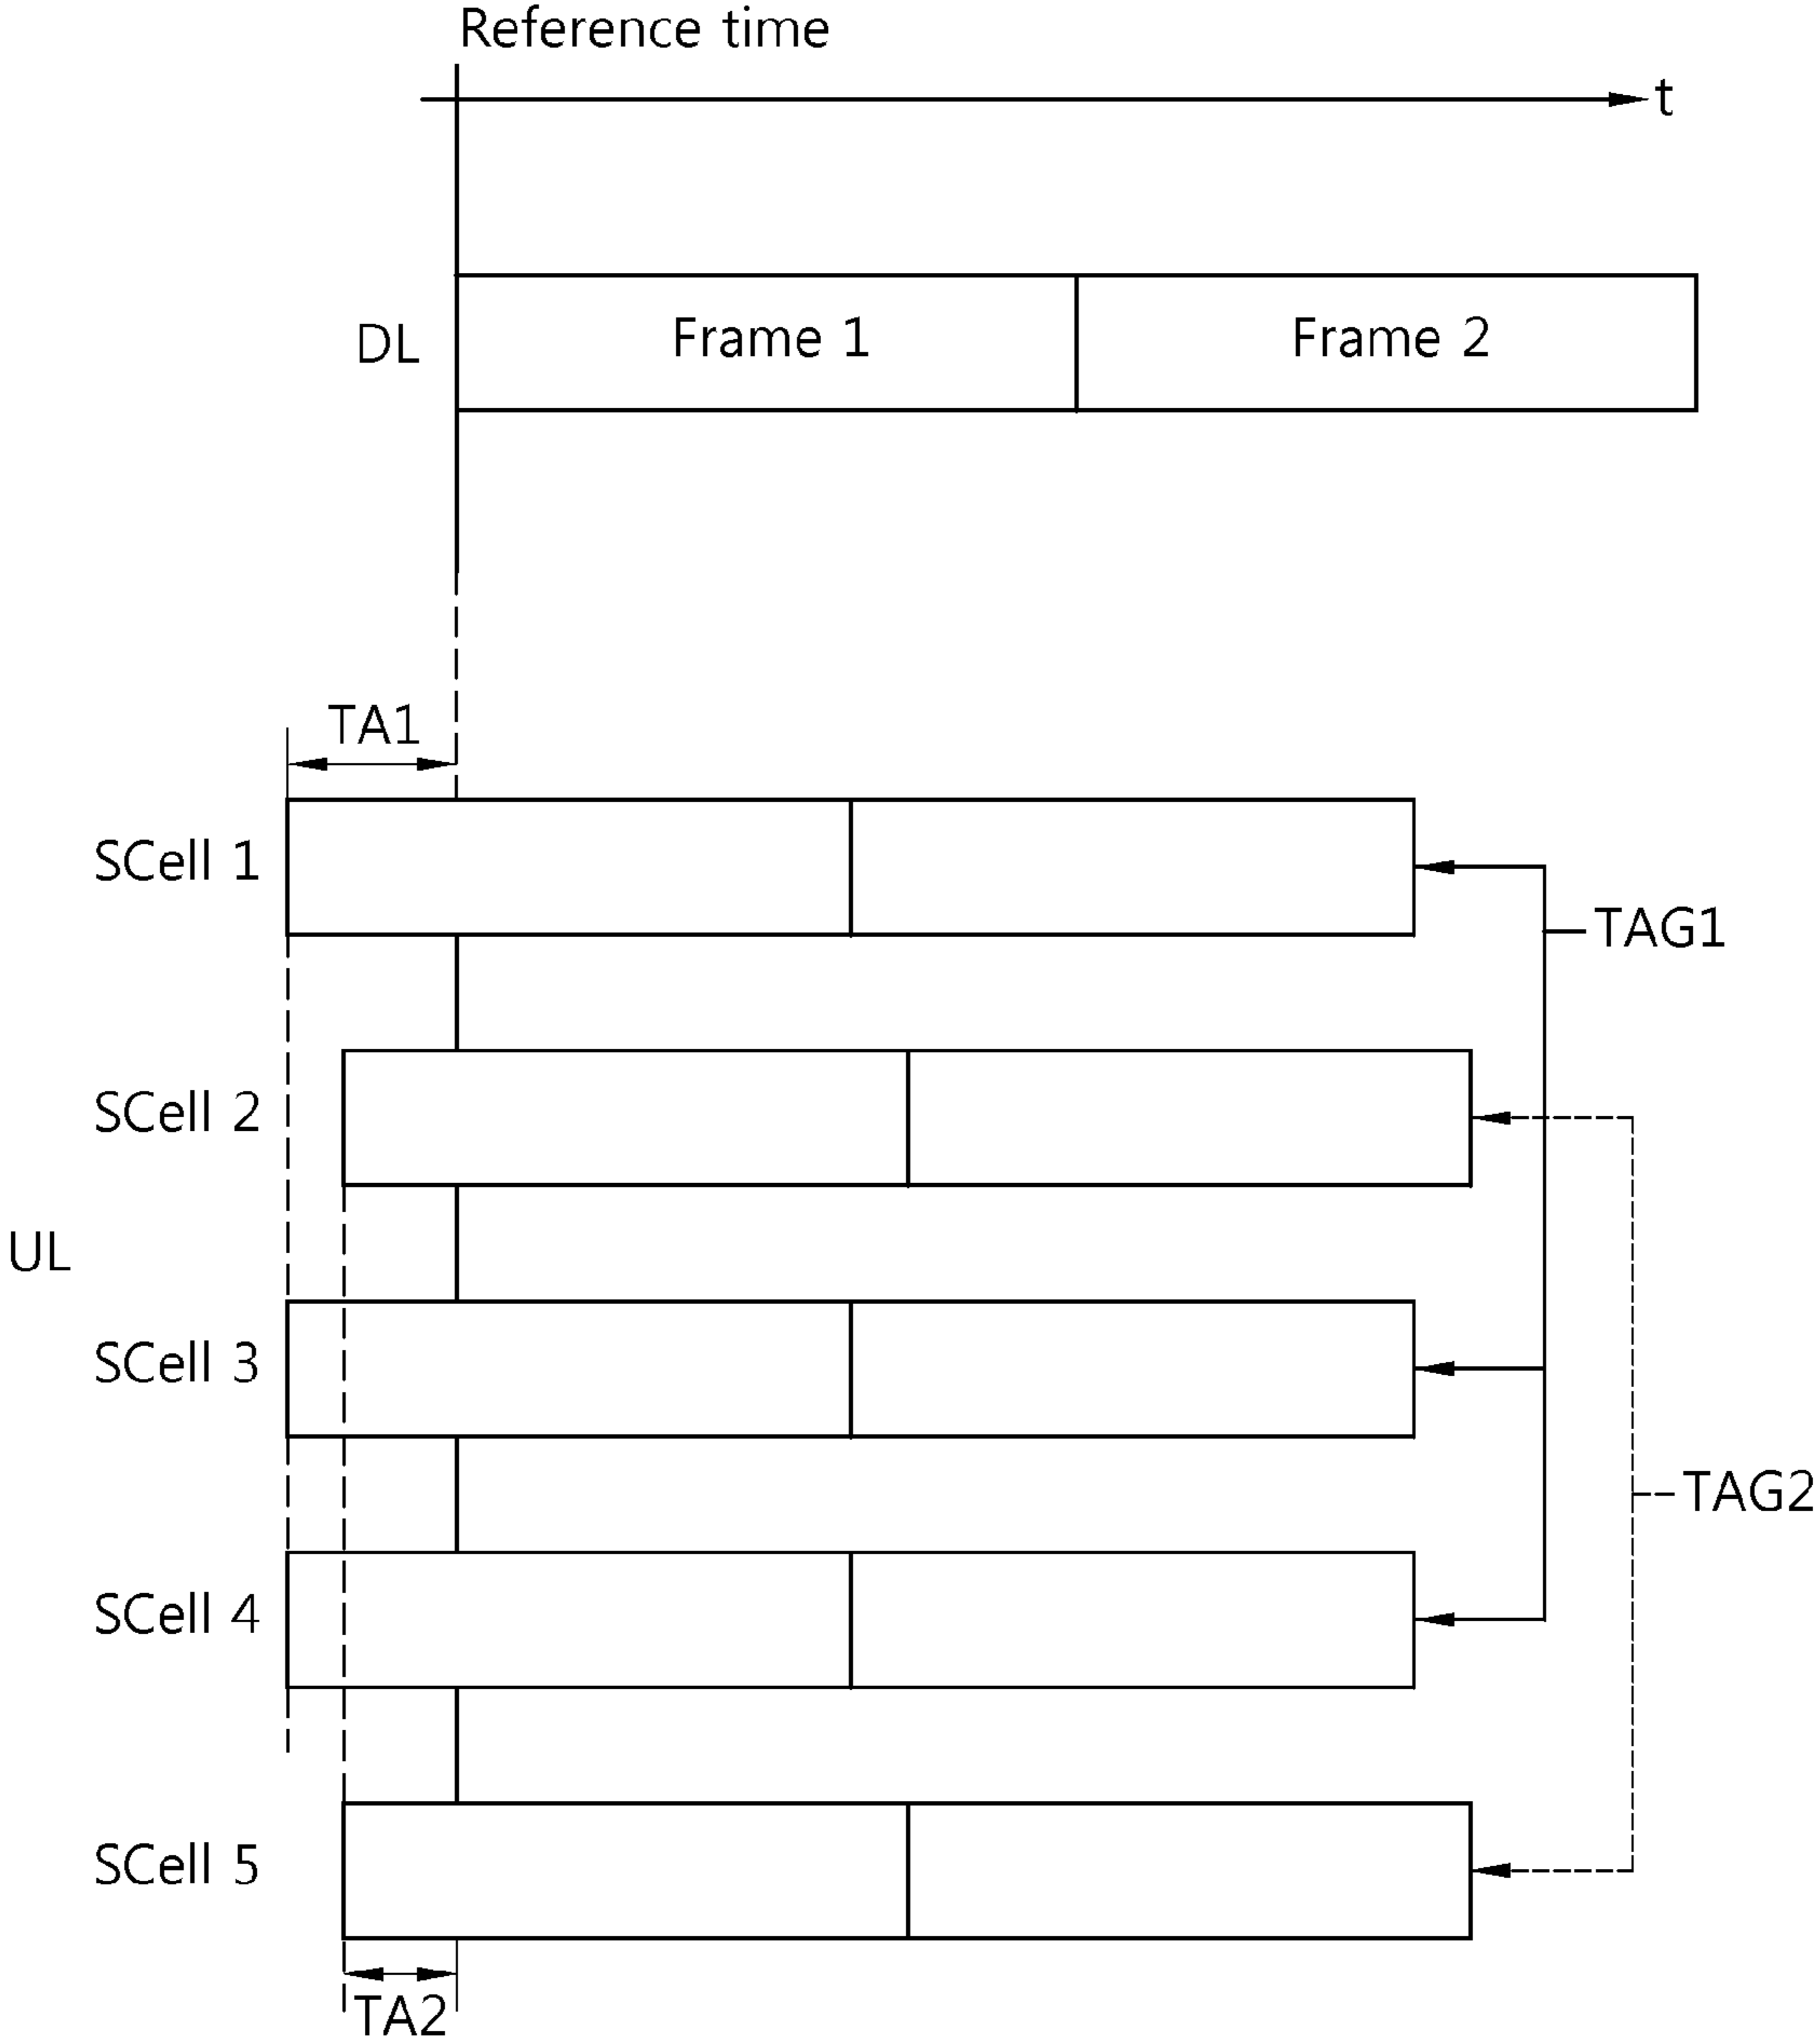 Reference time
t
DL
Frame 1
Frame 2
TA1
SCell 1
TAG1
SCell 2
UL
SCell 3
TAG2
SCell 4
SCell 5
TA2